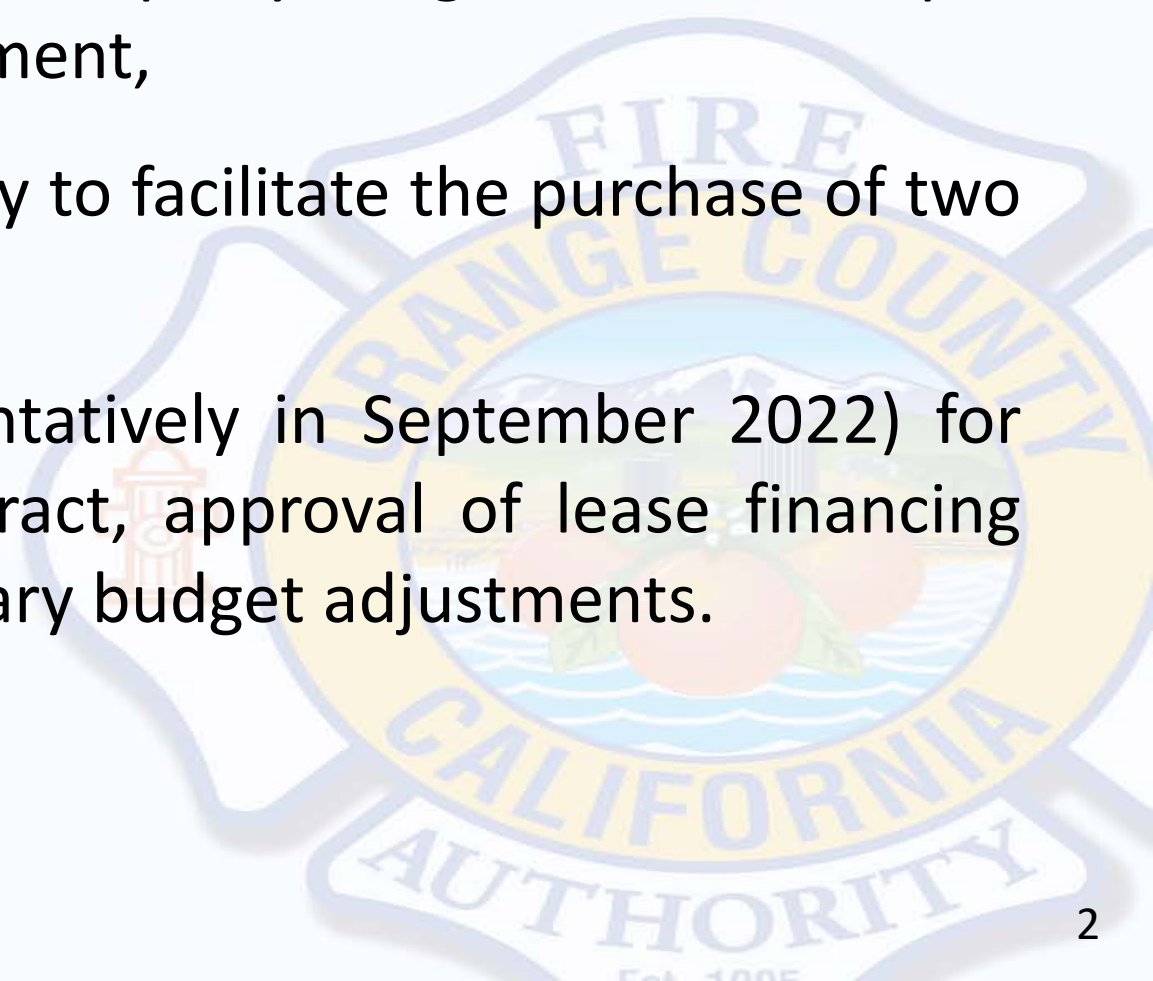 ment,
y to facilitate the purchase of two
ntatively in September 2022) for
ract, approval of lease financing
ary budget adjustments.
FIRE
ORANGE COUNTY
CALIFORNIA
AUTHORITY
2